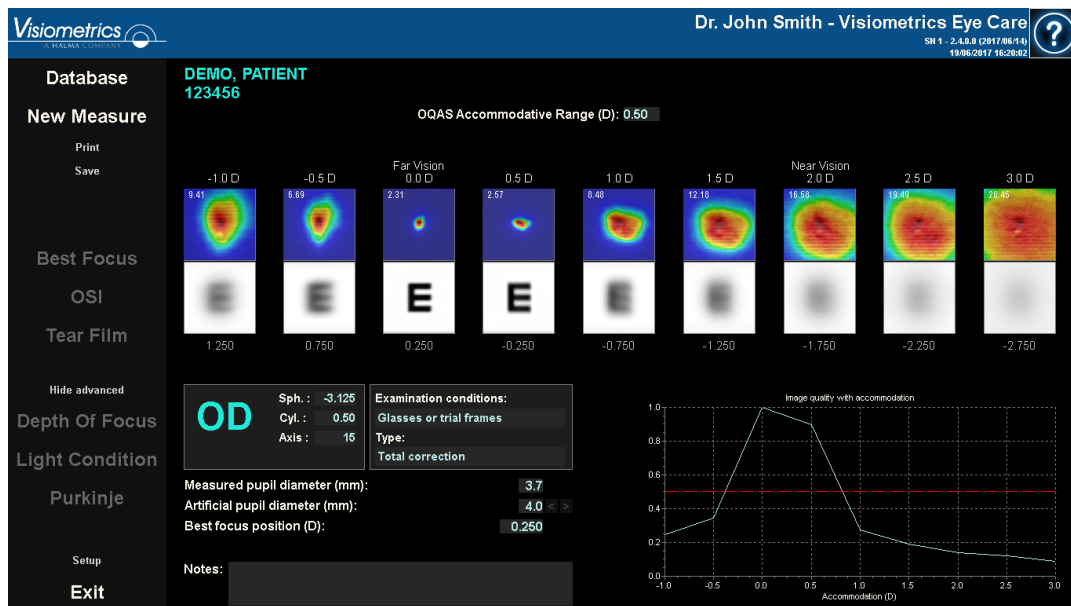 Visiometrics
A HALMA COMPANY
Dr. John Smith - Visiometrics Eye Care
SN 1 - 2.4.0.0 (2017/06/14)
19/06/2017 16:20:02
?
Database
New Measure
Print
Save
Best Focus
OSI
Tear Film
Hide advanced
Depth Of Focus
Light Condition
Purkinje
Setup
Exit
DEMO, PATIENT
123456
OQAS Accommodative Range (D): 0.50
Far Vision Near Vision
-1.0 D -0.5 D 0.0 D 0.5 D 1.0 D 1.5 D 2.0 D 2.5 D 3.0 D
9.41 6.69 2.31 2.57 8.48 12.18 16.58 19.49 26.45
E E E E E E
1.250 0.750 0.250 -0.250 -0.750 -1.250 -1.750 -2.250 -2.750
OD
Sph. : -3.125
Cyl. : 0.50
Axis : 15
Examination conditions:
Glasses or trial frames
Type:
Total correction
Measured pupil diameter (mm): 3.7
Artificial pupil diameter (mm): 4.0 < >
Best focus position (D): 0.250
Notes:
Image quality with accommodation
1.0
0.8
0.6
0.4
0.2
0.0
-1.0 -0.5 0.0 0.5 1.0 1.5 2.0 2.5 3.0
Accommodation (D)